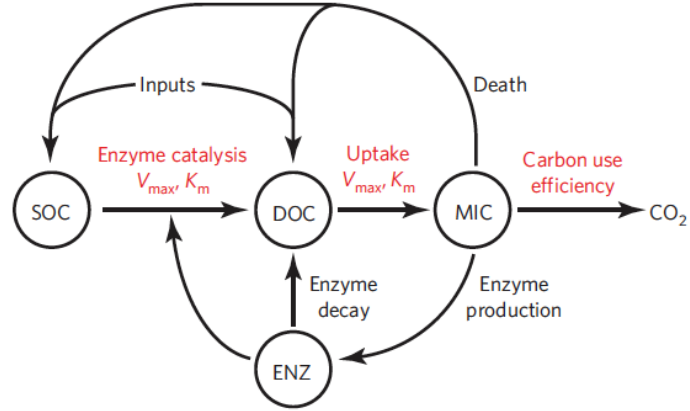 Inputs
Death
Enzyme catalysis
Vmax, Km
Uptake
Vmax, Km
Carbon use
efficiency
SOC
DOC
MIC
CO2
Enzyme
decay
Enzyme
production
ENZ